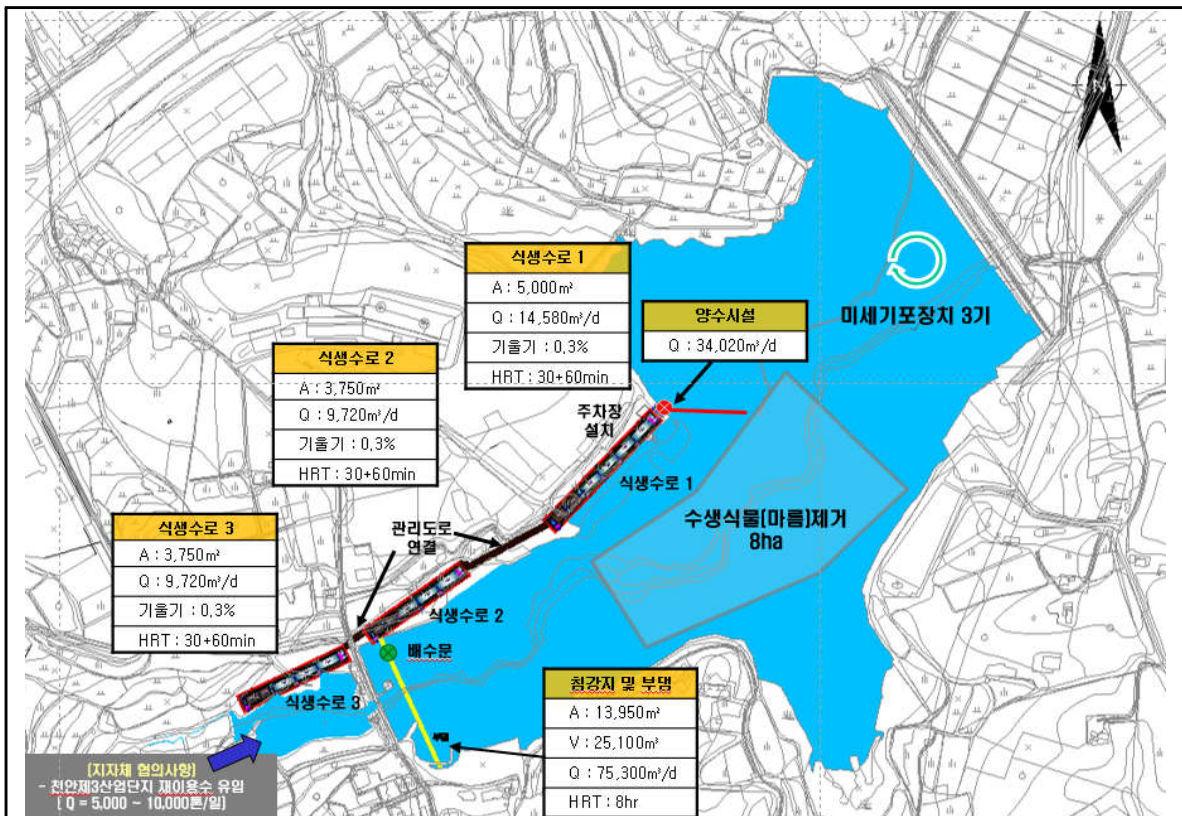 N
식생수로 1
A : 5,000㎡
Q : 14,580㎥/d
기울기 : 0.3%
HRT : 30+60min
양수시설
Q : 34,020㎥/d
미세기포장치 3기
식생수로 2
A : 3,750㎡
Q : 9,720㎥/d
기울기 : 0.3%
HRT : 30+60min
주차장
설치
식생수로 1
수생식물(마름)제거
8ha
식생수로 3
A : 3,750㎡
Q : 9,720㎥/d
기울기 : 0.3%
HRT : 30+60min
관리도로
연결
식생수로 2
배수문
식생수로 3
침강지 및 부댐
A : 13,950㎡
V : 25,100㎥
Q : 75,300㎥/d
HRT : 8hr
부댐
[지자체 협의사항]
- 천안제3산업단지 재이용수 유입
[ Q = 5,000 ~ 10,000톤/일]